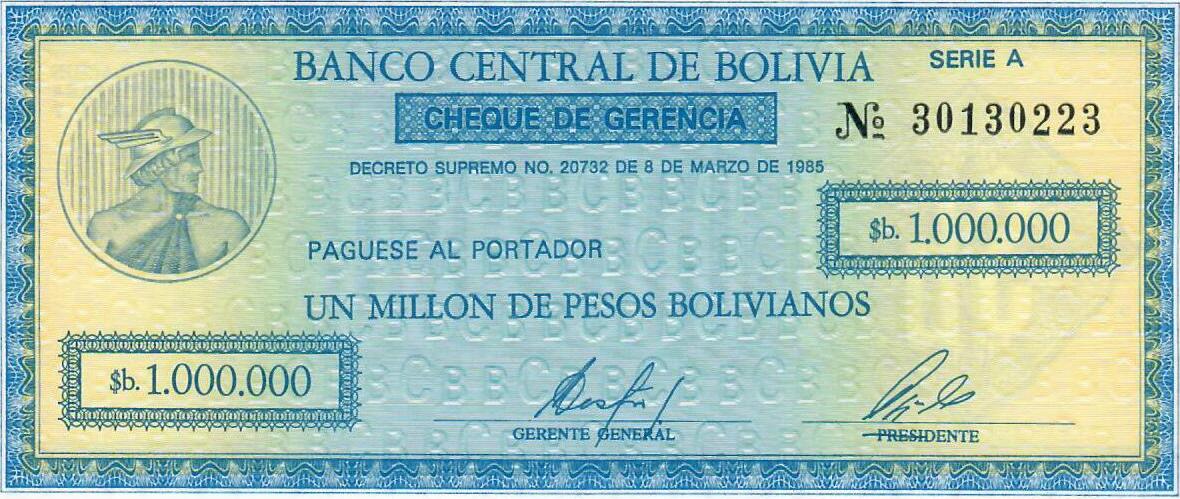 BANCO CENTRAL DE BOLIVIA
SERIE A
CHEQUE DE GERENCIA
№ 30130223
DECRETO SUPREMO NO. 20732 DE 8 DE MARZO DE 1985
$b. 1.000.000
PAGUESE AL PORTADOR
UN MILLON DE PESOS BOLIVIANOS
$b. 1.000.000
GERENTE GENERAL
PRESIDENTE